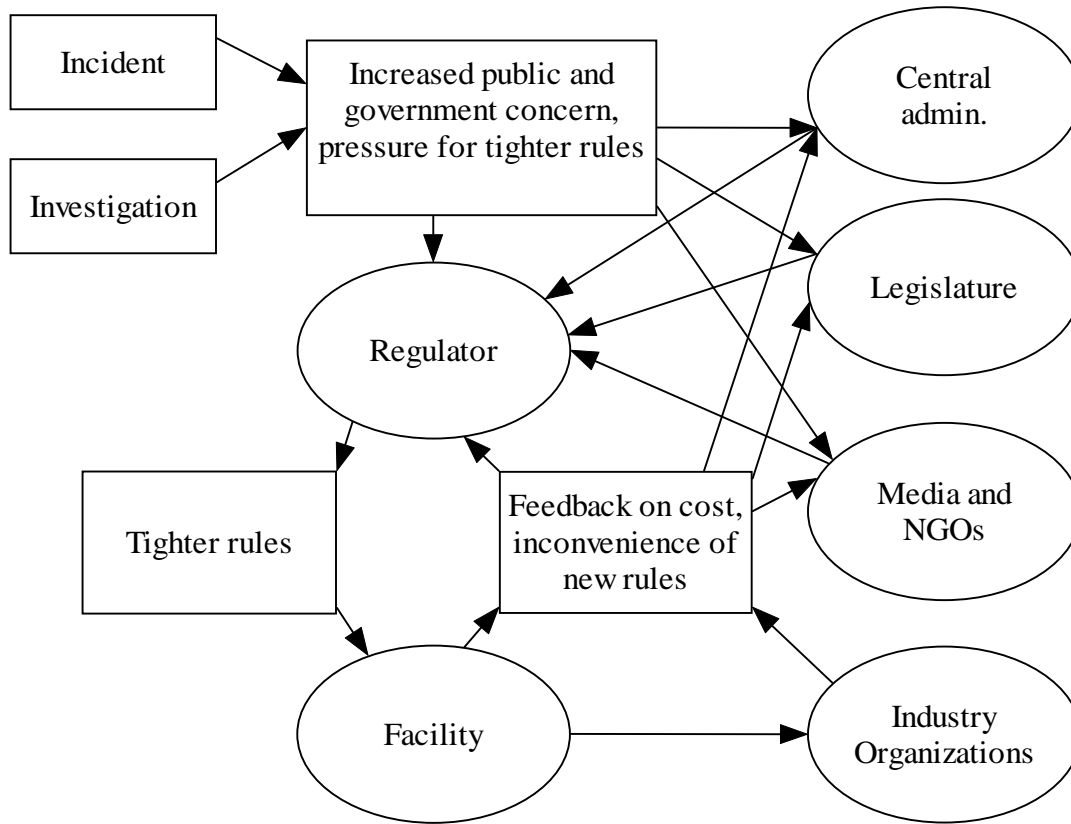 Incident
Increased public and
government concern,
pressure for tighter rules
Central
admin.
Investigation
Legislature
Regulator
Tighter rules
Feedback on cost,
inconvenience of
new rules
Media and
NGOs
Facility
Industry
Organizations